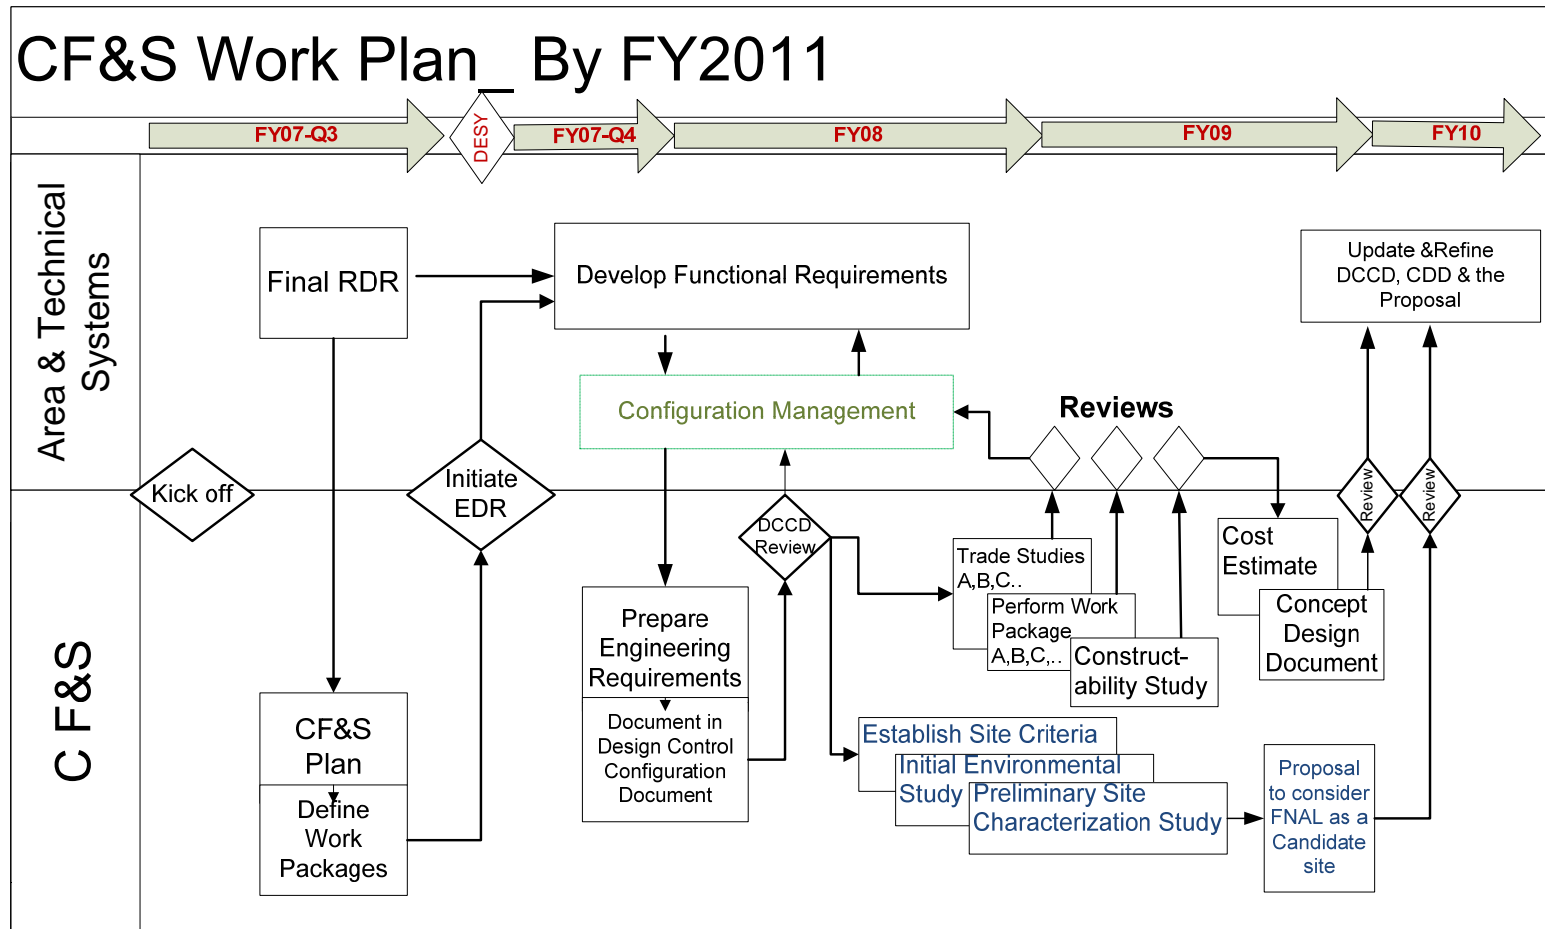 CF&S Work Plan_ By FY2011
FY07-Q3
DESY
FY07-Q4
FY08
FY09
FY10
Area & Technical
Systems
Final RDR
Develop Functional Requirements
Update &Refine
DCCD, CDD & the
Proposal
Configuration Management
Reviews
Kick off
Initiate
EDR
DCCD
Review
Review
Review
C F&S
Trade Studies
A,B,C..
Perform Work
Package
A,B,C,..
Construct-
ability Study
Cost
Estimate
Concept
Design
Document
Prepare
Engineering
Requirements
Document in
Design Control
Configuration
Document
CF&S
Plan
Define
Work
Packages
Establish Site Criteria
Initial Environmental
Study
Preliminary Site
Characterization Study
Proposal
to consider
FNAL as a
Candidate
site